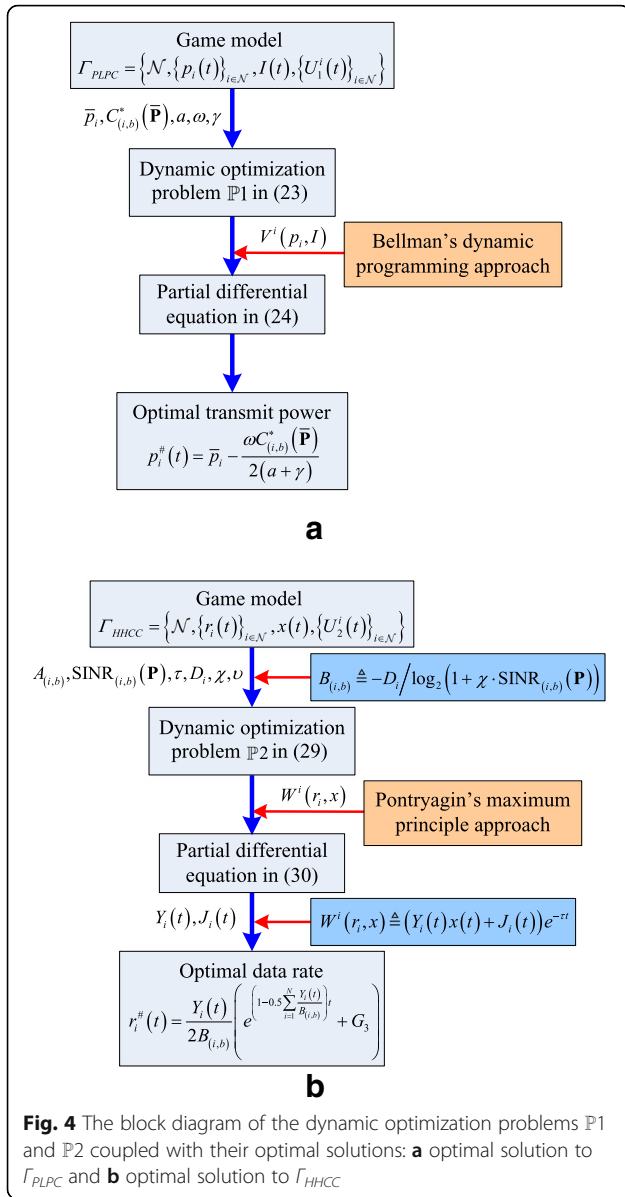 Game model
Γ_PLPC = {𝒩, {p_i(t)}_{i∈𝒩}, I(t), {U_1^i(t)}_{i∈𝒩}}
p̅_i, C*_{(i,b)}(P̅), a, ω, γ
Dynamic optimization
problem ℙ1 in (23)
V^i(p_i, I)
Bellman's dynamic
programming approach
Partial differential
equation in (24)
Optimal transmit power
p_i^#(t) = p̅_i − ωC*_{(i,b)}(P̅) / 2(a+γ)
a
Game model
Γ_HHCC = {𝒩, {r_i(t)}_{i∈𝒩}, x(t), {U_2^i(t)}_{i∈𝒩}}
A_{(i,b)}, SINR_{(i,b)}(P), τ, D_i, χ, υ
B_{(i,b)} ≜ −D_i/log_2(1 + χ·SINR_{(i,b)}(P))
Dynamic optimization
problem ℙ2 in (29)
W^i(r_i, x)
Pontryagin's maximum
principle approach
Partial differential
equation in (30)
Y_i(t), J_i(t)
W^i(r_i, x) ≜ (Y_i(t)x(t) + J_i(t))e^{−τt}
Optimal data rate
r_i^#(t) = Y_i(t)/2B_{(i,b)} (e^{(1−0.5∑_{i=1}^{N} Y_i(t)/B_{(i,b)})t} + G_3)
b
Fig. 4 The block diagram of the dynamic optimization problems ℙ1
and ℙ2 coupled with their optimal solutions: a optimal solution to
Γ_PLPC and b optimal solution to Γ_HHCC